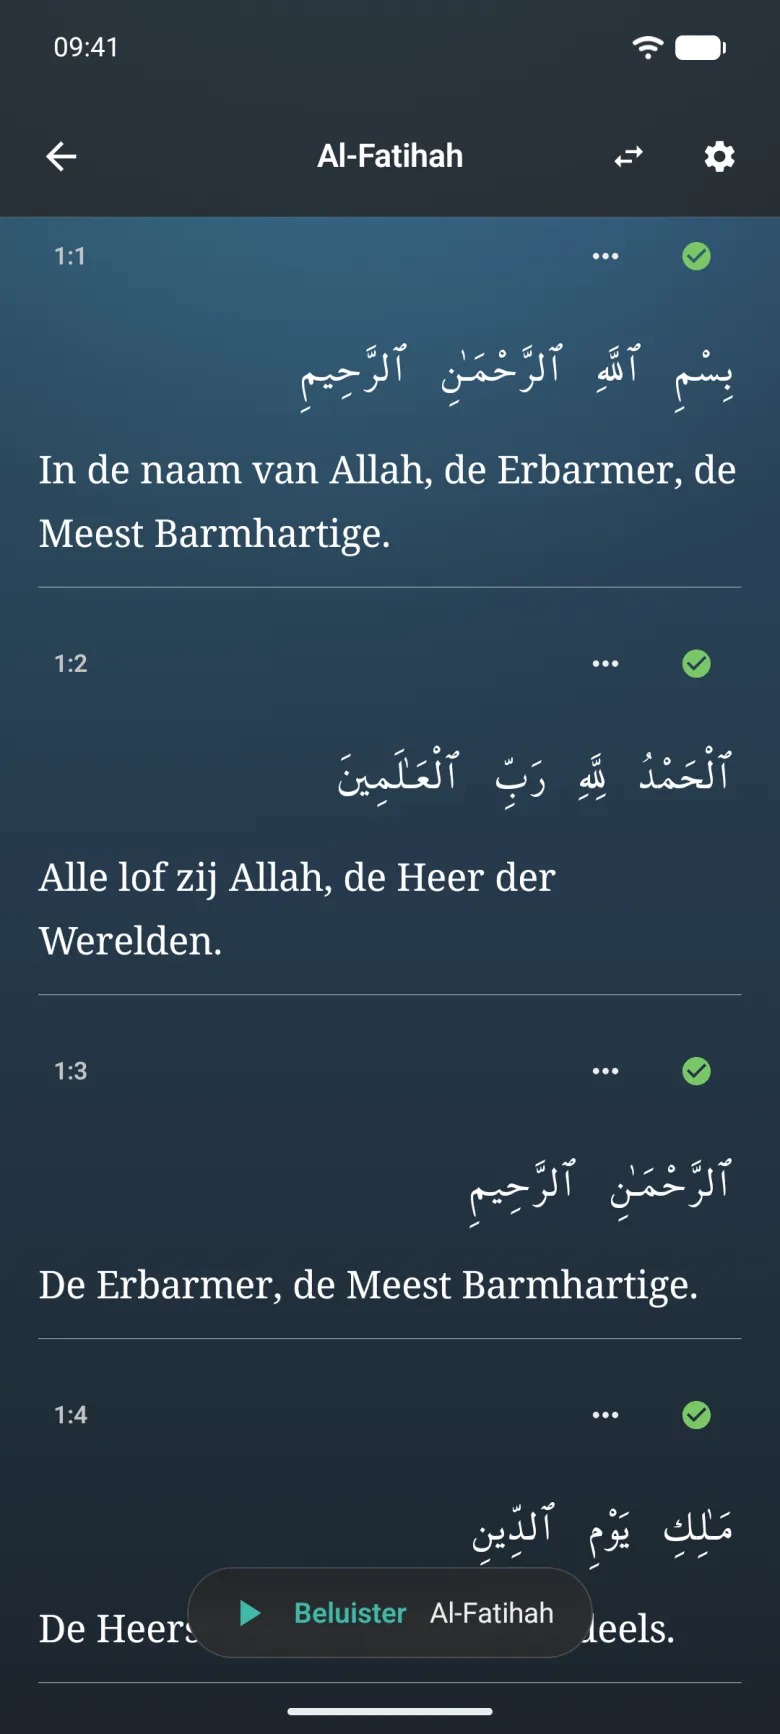 09:41
Al-Fatihah
1:1
بِسْمِ ٱللَّهِ ٱلرَّحْمَـٰنِ ٱلرَّحِيمِ
In de naam van Allah, de Erbarmer, de
Meest Barmhartige.
1:2
ٱلْحَمْدُ لِلَّهِ رَبِّ ٱلْعَـٰلَمِينَ
Alle lof zij Allah, de Heer der
Werelden.
1:3
ٱلرَّحْمَـٰنِ ٱلرَّحِيمِ
De Erbarmer, de Meest Barmhartige.
1:4
مَـٰلِكِ يَوْمِ ٱلدِّينِ
De
Beluister Al-Fatihah